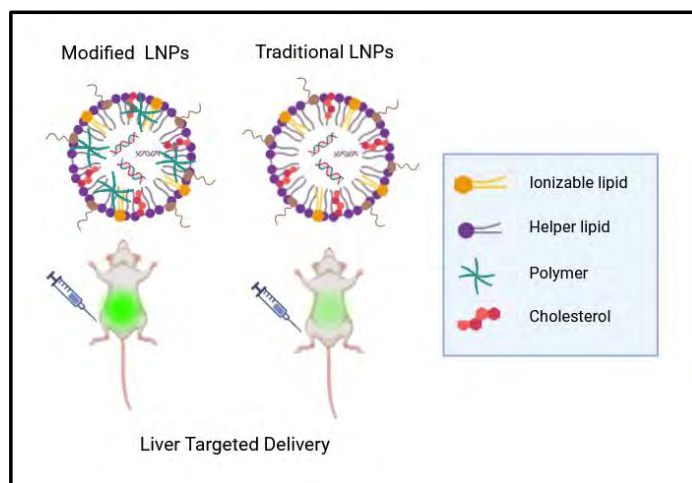 Modified LNPs
Traditional LNPs
Ionizable lipid
Helper lipid
Polymer
Cholesterol
Liver Targeted Delivery